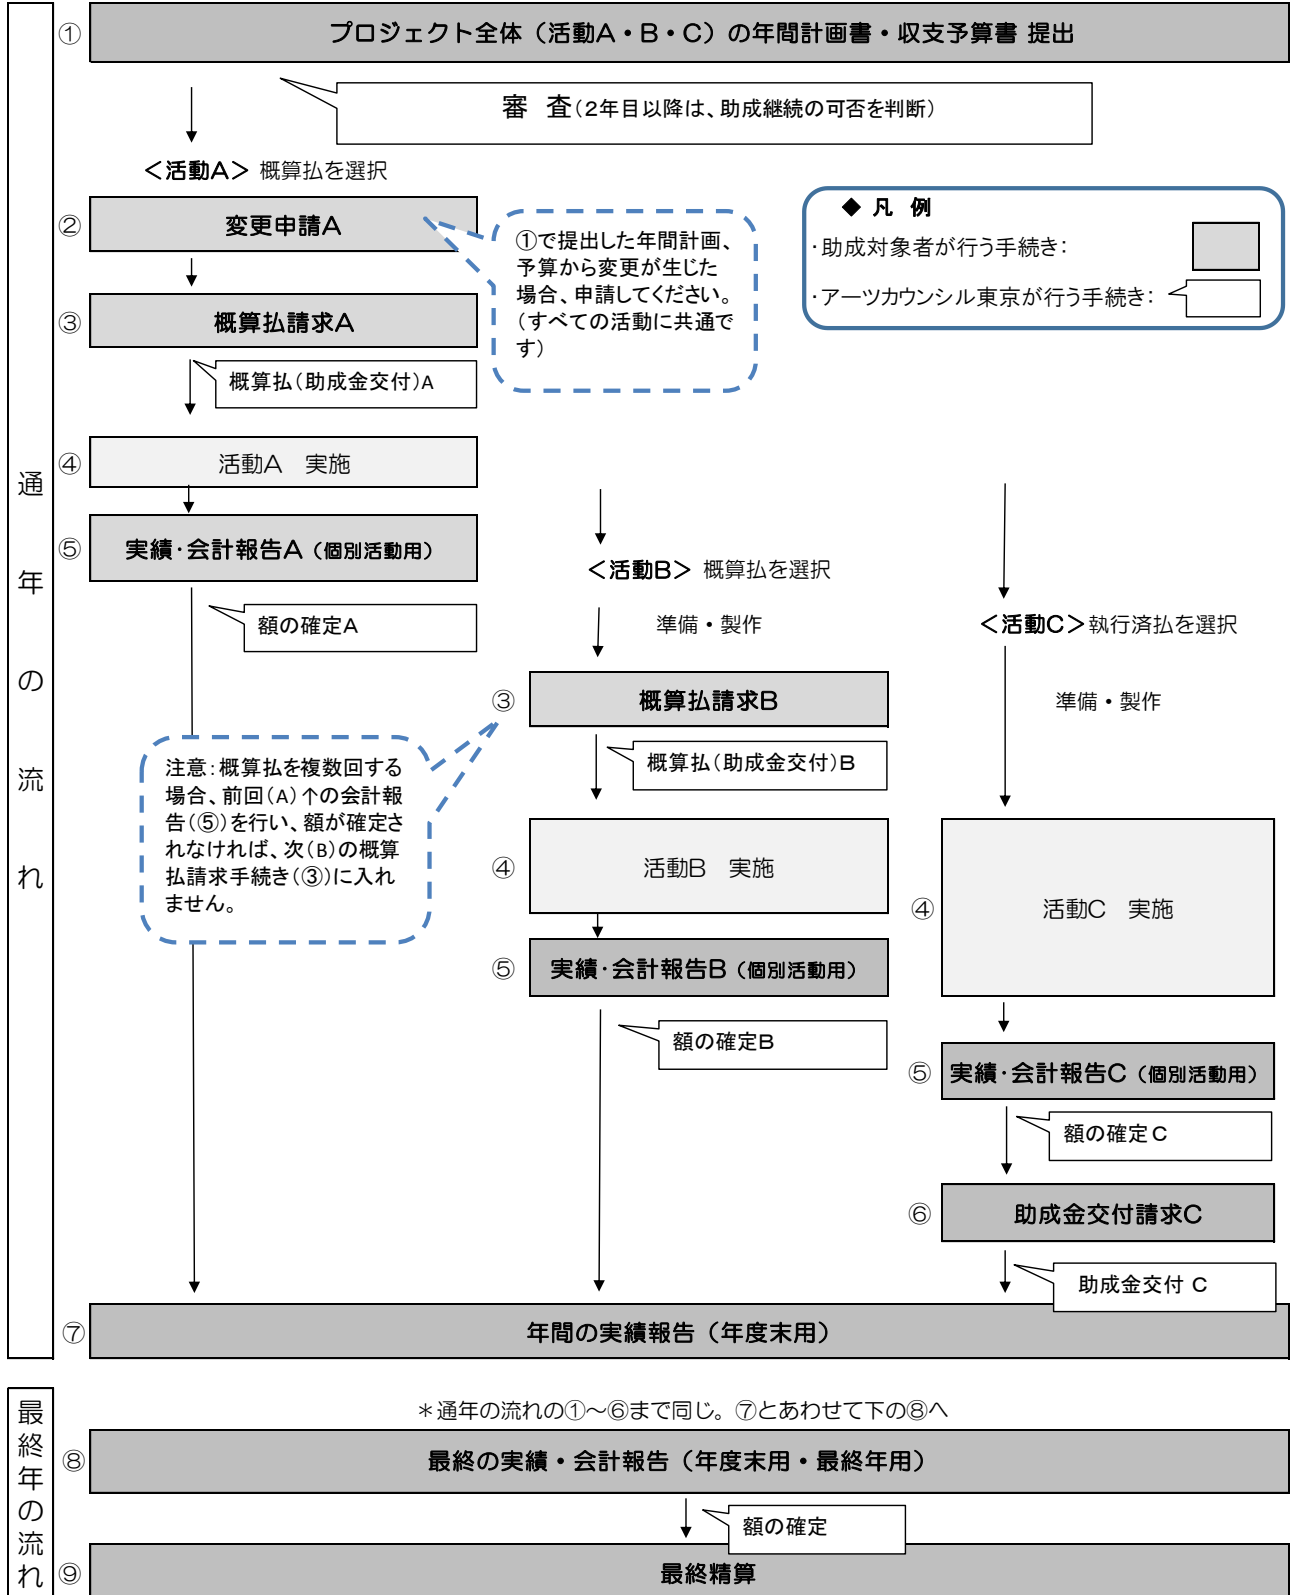 通年の流れ
① プロジェクト全体（活動A・B・C）の年間計画書・収支予算書 提出
審　査（2年目以降は、助成継続の可否を判断）
＜活動A＞ 概算払を選択
② 変更申請A
①で提出した年間計画、
予算から変更が生じた
場合、申請してください。
（すべての活動に共通で
す）
◆ 凡 例
・助成対象者が行う手続き：
・アーツカウンシル東京が行う手続き：
③ 概算払請求A
概算払（助成金交付）A
④ 活動A　実施
⑤ 実績・会計報告A（個別活動用）
額の確定A
＜活動B＞ 概算払を選択
準備・製作
③ 概算払請求B
注意：概算払を複数回する
場合、前回（A）个の会計報
告（⑤）を行い、額が確定さ
れなければ、次（B）の概算
払請求手続き（③）に入れ
ません。
概算払（助成金交付）B
④ 活動B　実施
⑤ 実績・会計報告B（個別活動用）
額の確定B
＜活動C＞執行済払を選択
準備・製作
④ 活動C　実施
⑤ 実績・会計報告C（個別活動用）
額の確定C
⑥ 助成金交付請求C
助成金交付 C
⑦ 年間の実績報告（年度末用）
最終年の流れ
＊通年の流れの①～⑥まで同じ。⑦とあわせて下の⑧へ
⑧ 最終の実績・会計報告（年度末用・最終年用）
額の確定
⑨ 最終精算